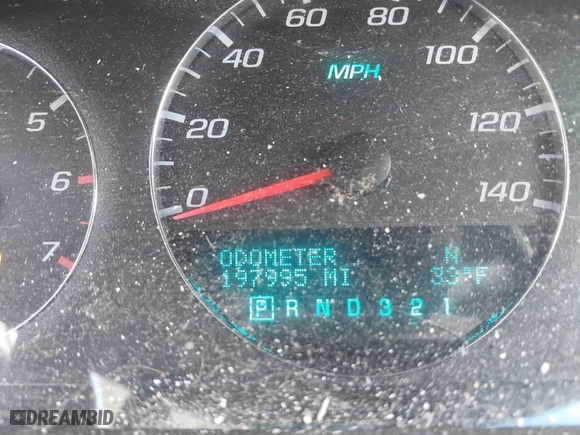 60 80
40 100
MPH
5 20 120
6 0 140
7
ODOMETER N
197995 MI 33°F
P R N D 3 2 1
DREAMBID